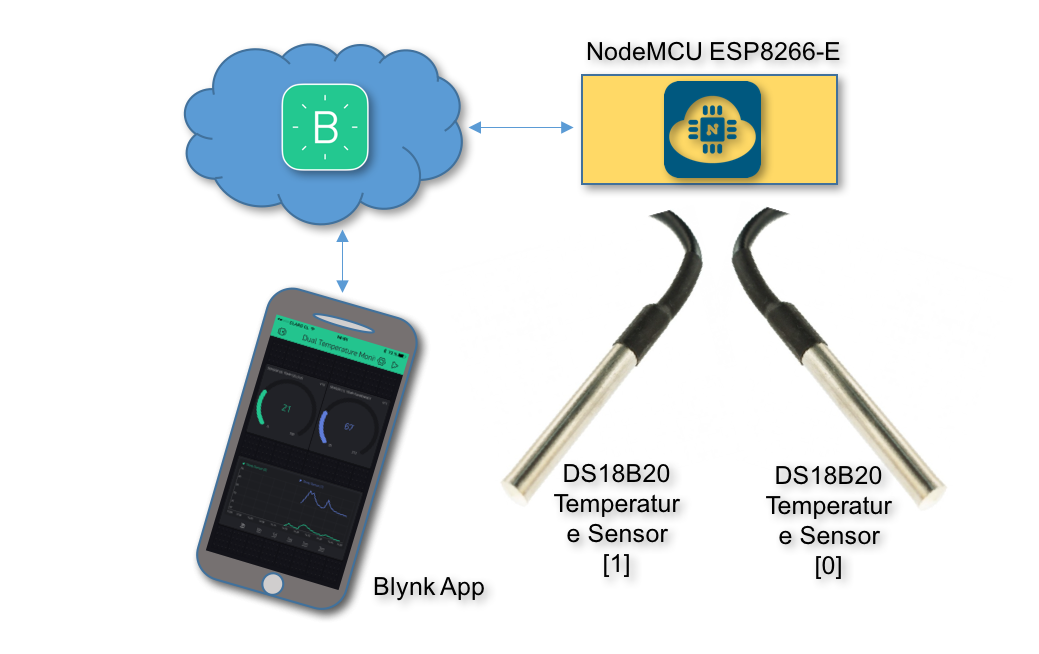 NodeMCU ESP8266-E
B
N
Dual Temperature Moni
21
67
DS18B20
Temperatur
e Sensor
[1]
DS18B20
Temperatur
e Sensor
[0]
Blynk App